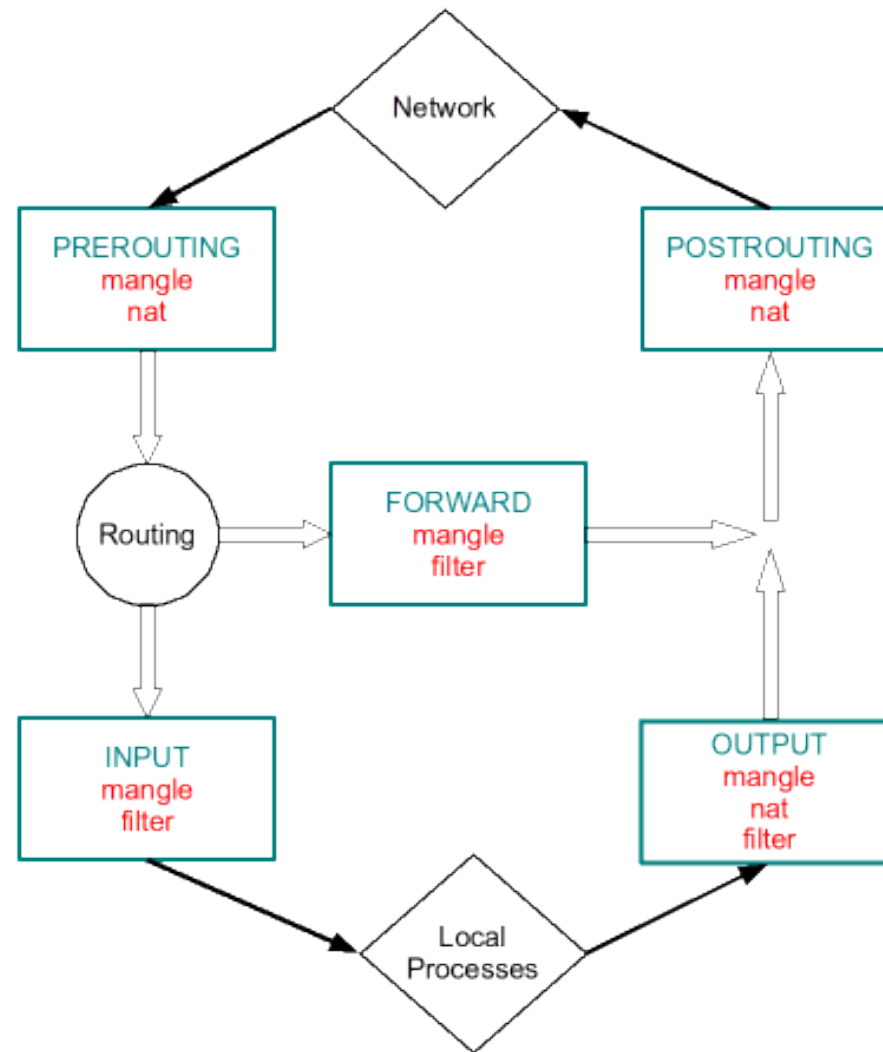 Network
PREROUTING
mangle
nat
POSTROUTING
mangle
nat
Routing
FORWARD
mangle
filter
INPUT
mangle
filter
OUTPUT
mangle
nat
filter
Local
Processes